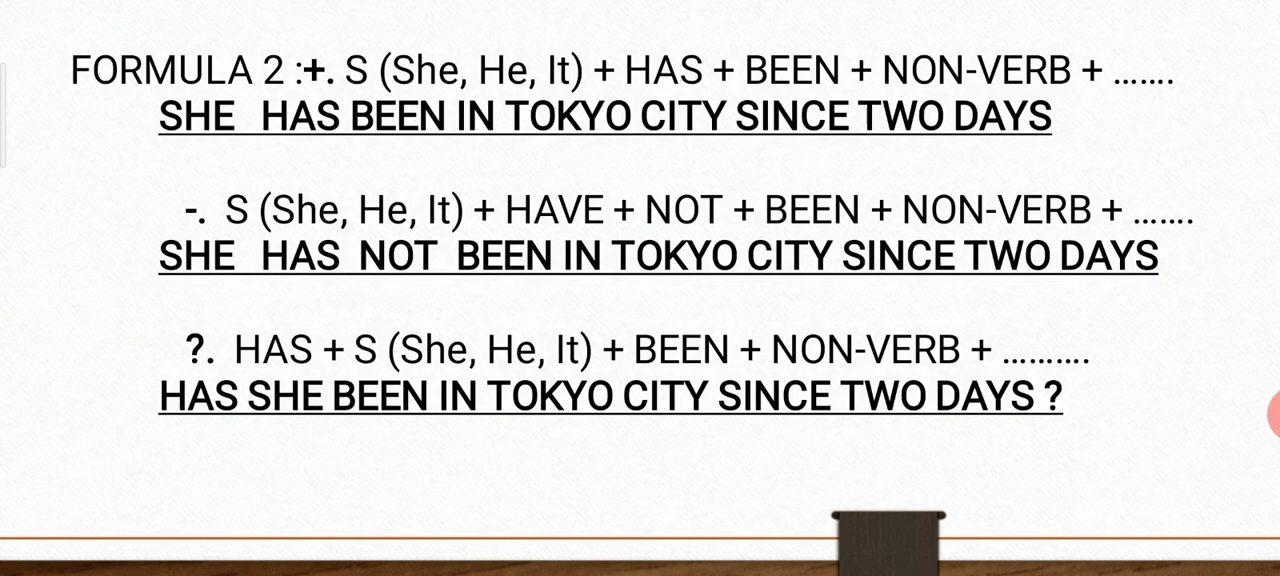 FORMULA 2 :+. S (She, He, It) + HAS + BEEN + NON-VERB + …….
SHE HAS BEEN IN TOKYO CITY SINCE TWO DAYS
-. S (She, He, It) + HAVE + NOT + BEEN + NON-VERB + …….
SHE HAS NOT BEEN IN TOKYO CITY SINCE TWO DAYS
?. HAS + S (She, He, It) + BEEN + NON-VERB + ……….
HAS SHE BEEN IN TOKYO CITY SINCE TWO DAYS ?